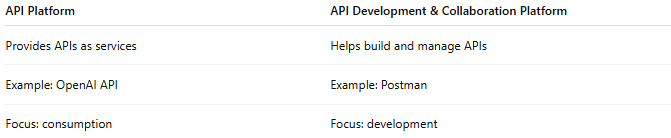 API Platform	API Development & Collaboration Platform
Provides APIs as services	Helps build and manage APIs
Example: OpenAI API	Example: Postman
Focus: consumption	Focus: development